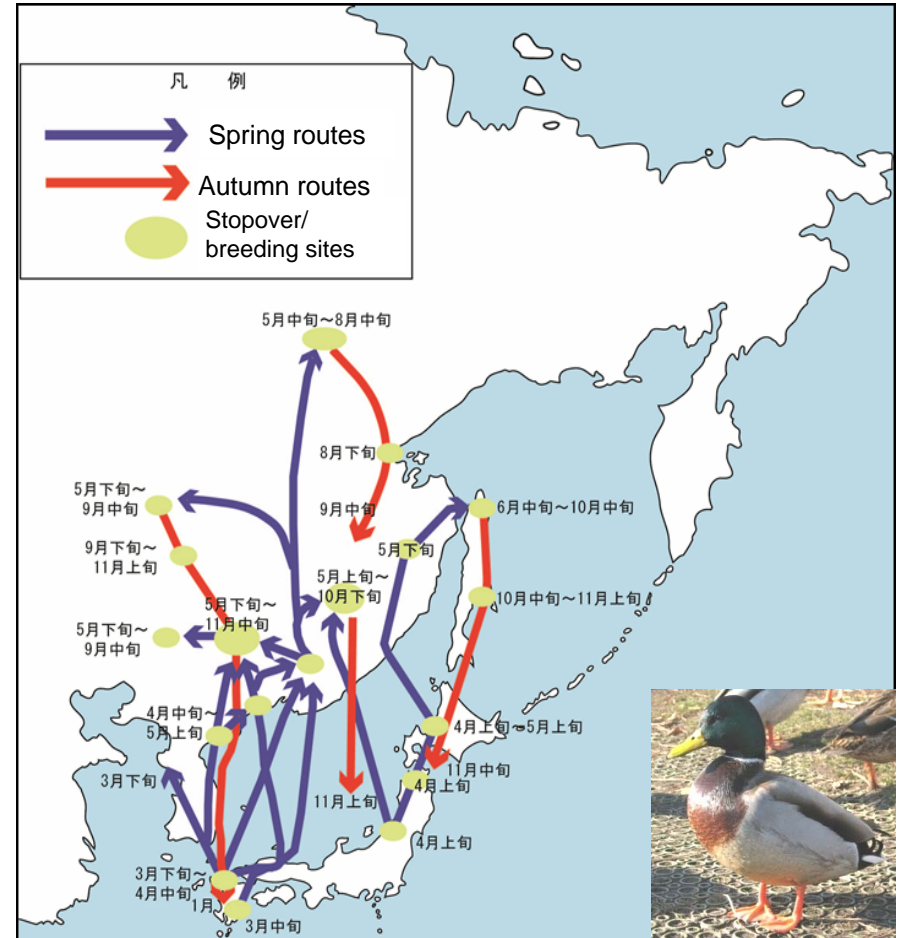 凡 例
Spring routes
Autumn routes
Stopover/
breeding sites
5月中旬～8月中旬
8月下旬
5月下旬～
9月中旬
9月中旬
6月中旬～10月中旬
9月下旬～
11月上旬
5月下旬
5月上旬～
10月下旬
10月中旬～11月上旬
5月下旬～
11月中旬
5月下旬～
9月中旬
4月中旬～
5月上旬
4月上旬～5月上旬
3月下旬
11月中旬
4月上旬
11月上旬
4月上旬
3月下旬～
4月中旬
1月
3月中旬